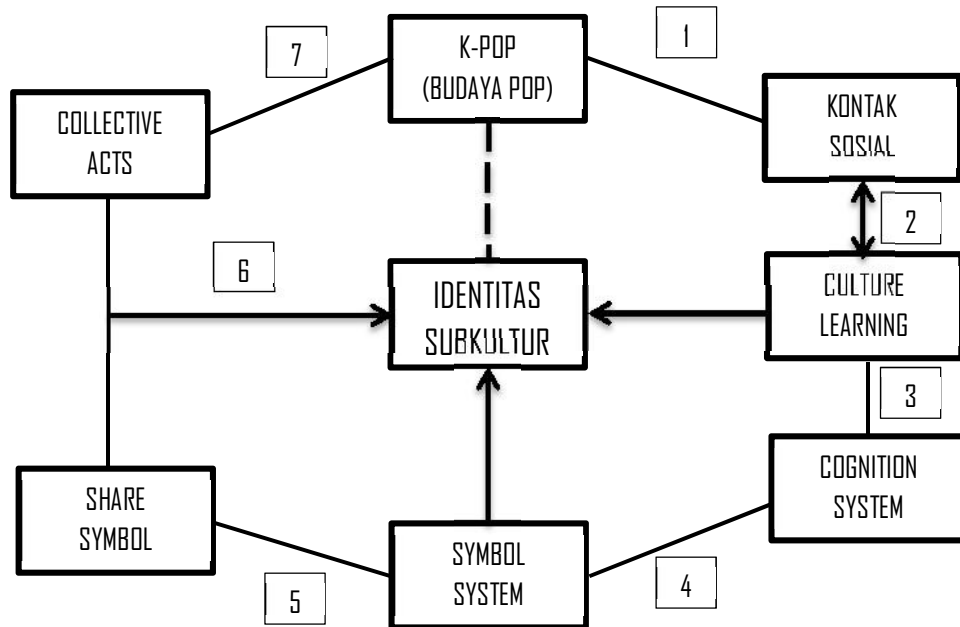 7
K-POP
(BUDAYA POP)
1
COLLECTIVE
ACTS
KONTAK
SOSIAL
2
6
IDENTITAS
SUBKULTUR
CULTURE
LEARNING
3
SHARE
SYMBOL
COGNITION
SYSTEM
5
SYMBOL
SYSTEM
4